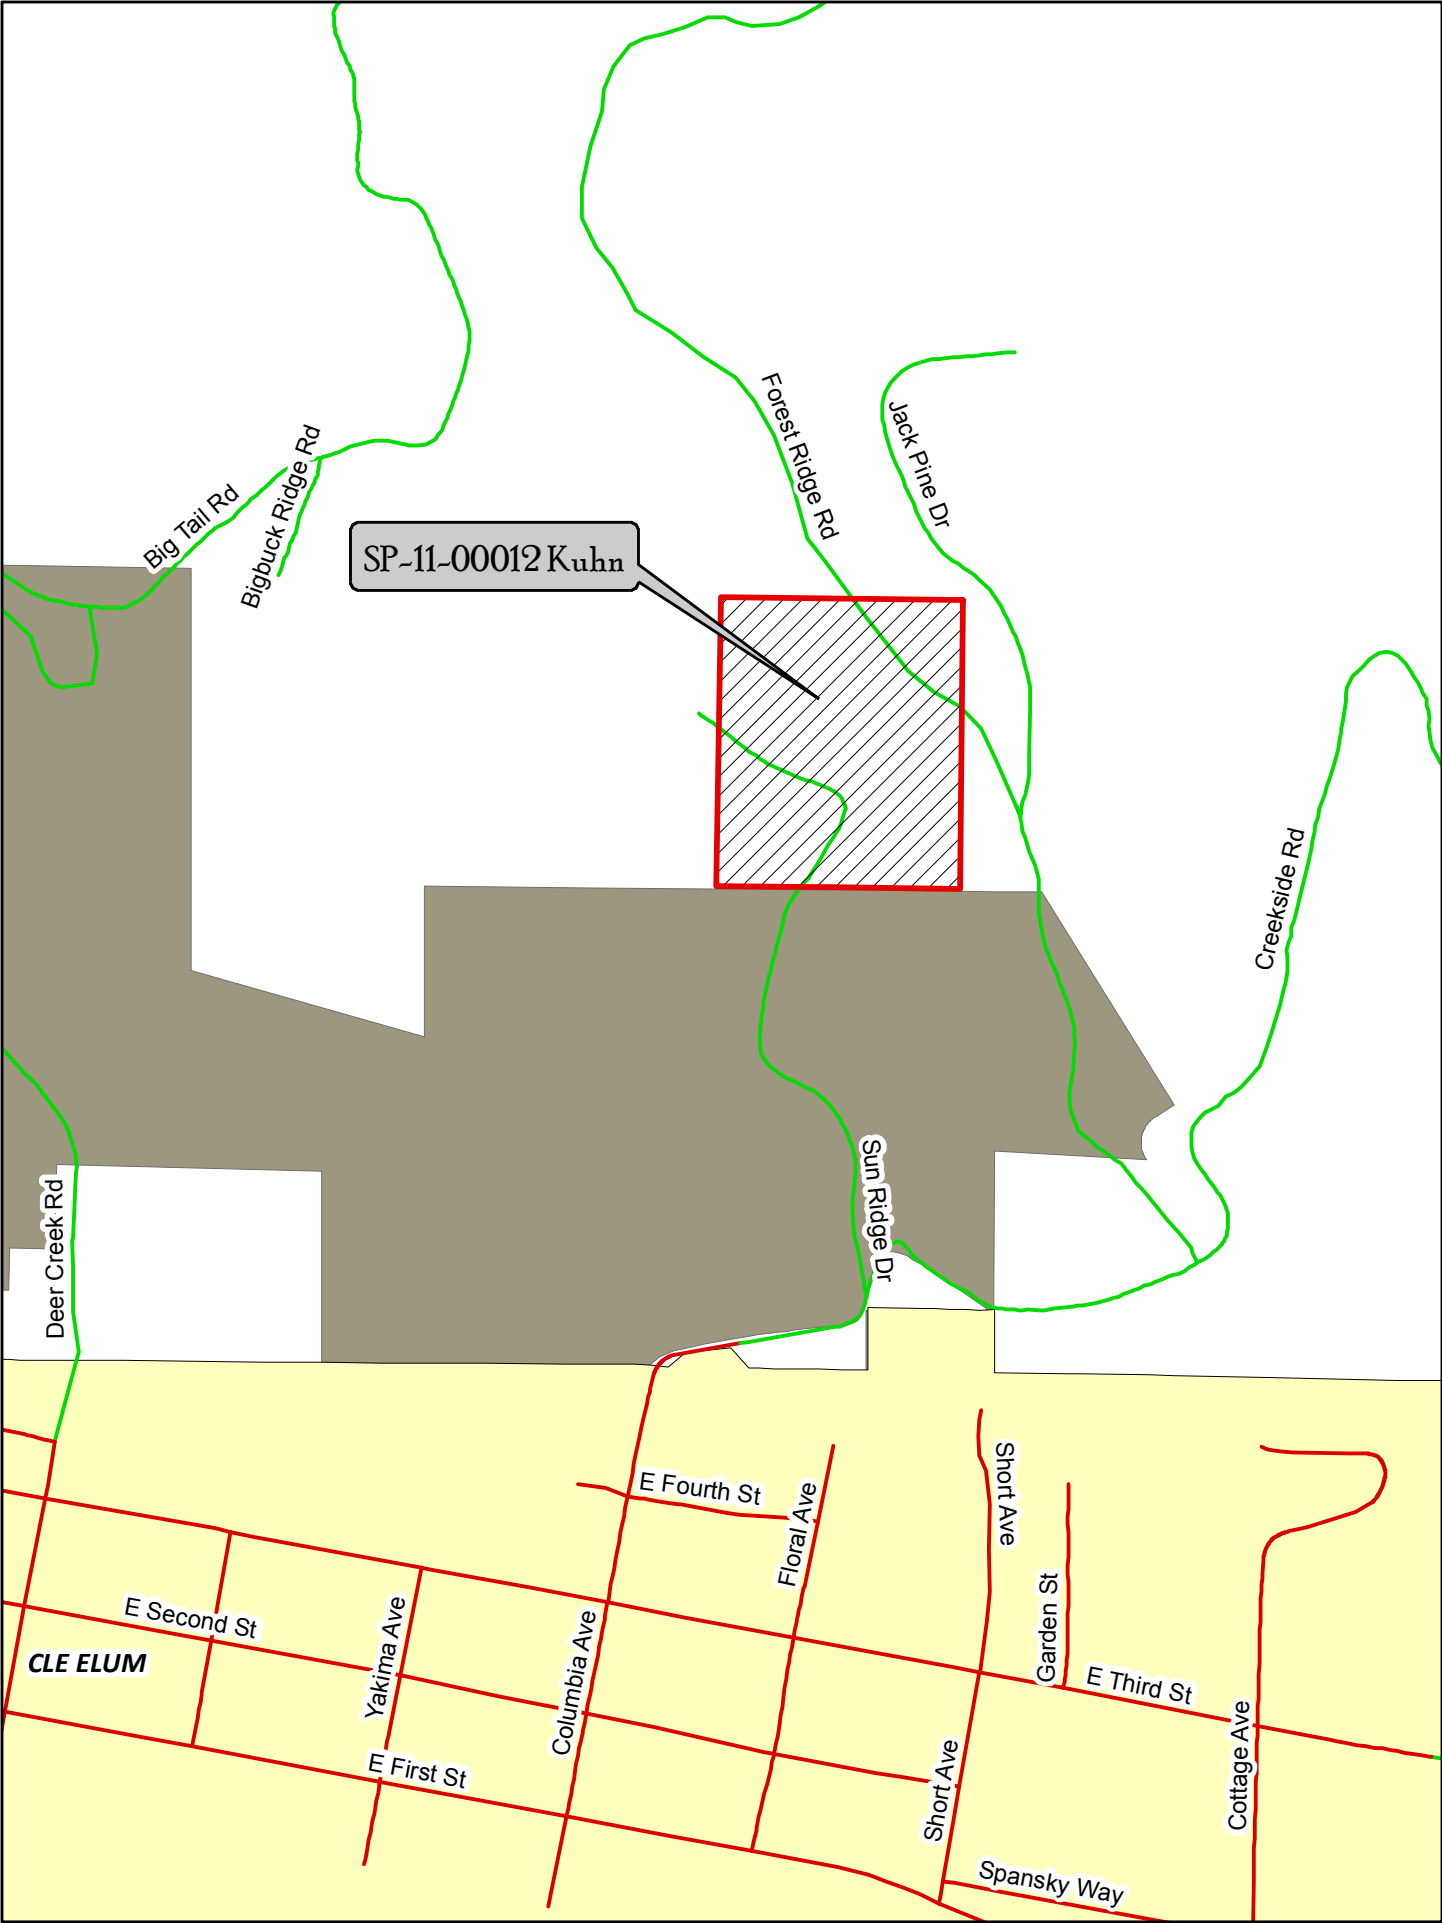 Forest Ridge Rd
Jack Pine Dr
Big Tail Rd
Bigbuck Ridge Rd
SP-11-00012 Kuhn
Creekside Rd
Sun Ridge Dr
Deer Creek Rd
E Fourth St
Floral Ave
Short Ave
Garden St
E Second St
Yakima Ave
Columbia Ave
CLE ELUM
E Third St
Cottage Ave
E First St
Short Ave
Spansky Way